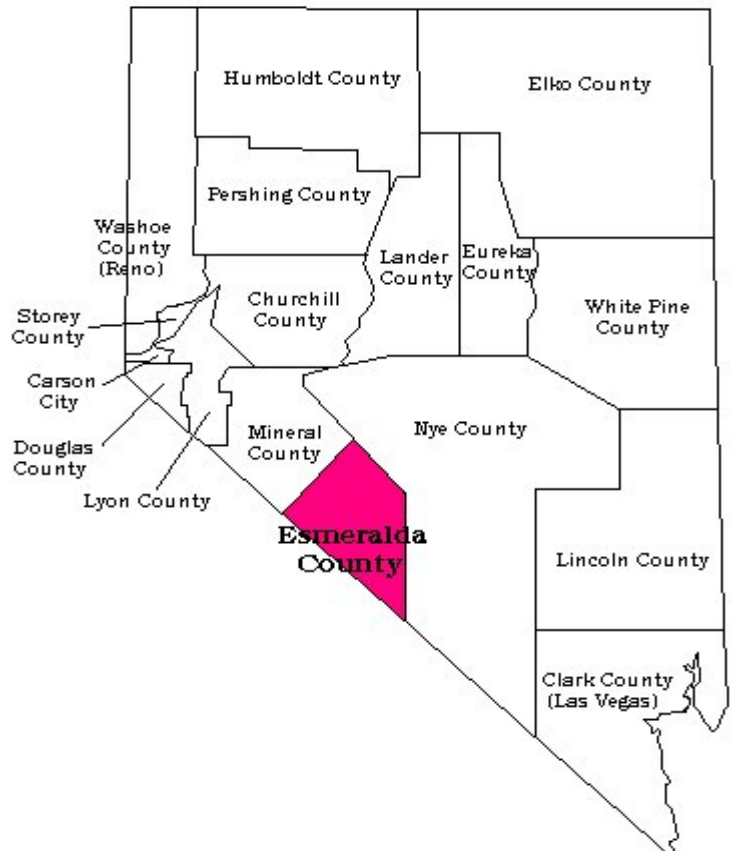 Humboldt County
Elko County
Pershing County
Washoe
County
(Reno)
Lander
County
Eureka
County
Churchill
County
White Pine
County
Storey
County
Carson
City
Douglas
County
Lyon County
Mineral
County
Nye County
Esmeralda
County
Lincoln County
Clark County
(Las Vegas)